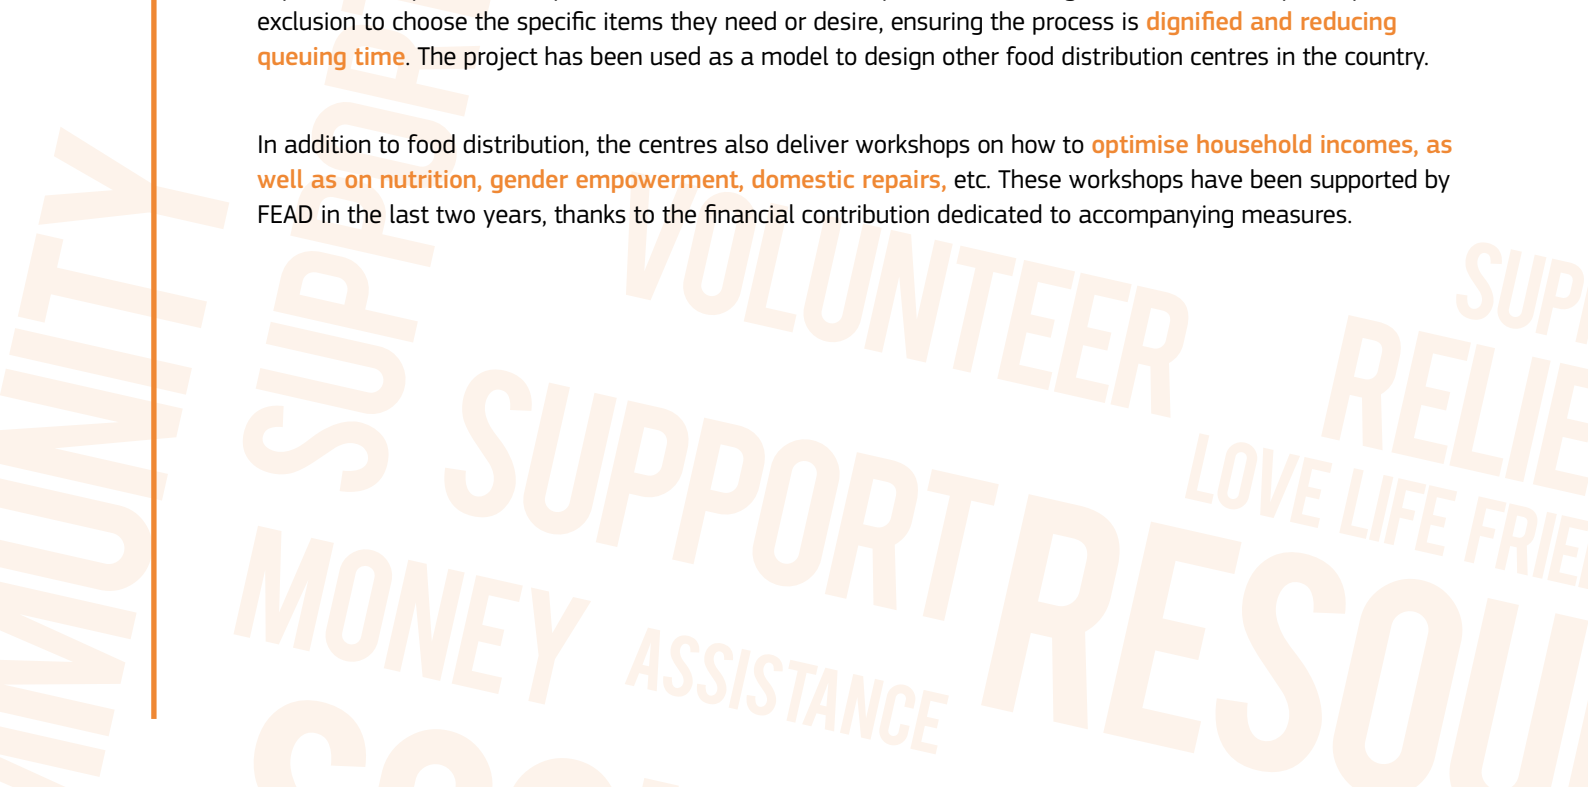 exclusion to choose the specific items they need or desire, ensuring the process is dignified and reducing
queuing time. The project has been used as a model to design other food distribution centres in the country.
In addition to food distribution, the centres also deliver workshops on how to optimise household incomes, as
well as on nutrition, gender empowerment, domestic repairs, etc. These workshops have been supported by
FEAD in the last two years, thanks to the financial contribution dedicated to accompanying measures.
VOLUNTEER
SUPPORT
MONEY
ASSISTANCE
LOVE LIFE